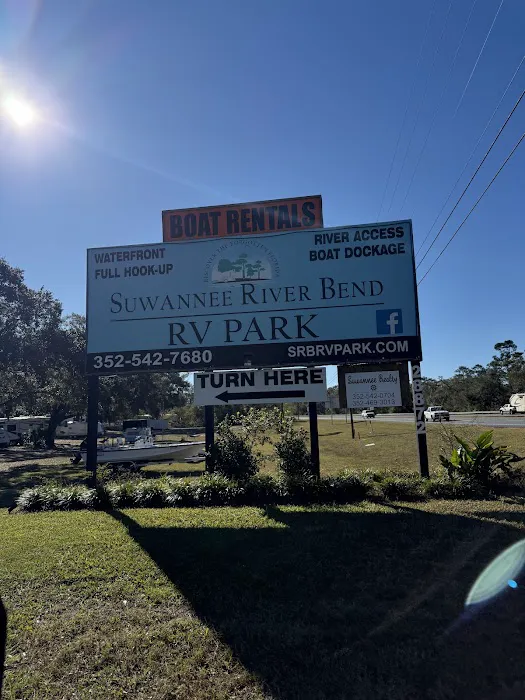 BOAT RENTALS
WATERFRONT
FULL HOOK-UP
RIVER ACCESS
BOAT DOCKAGE
SUWANNEE RIVER BEND
RV PARK
f
352-542-7680
SRBRVPARK.COM
TURN HERE
Suwannee Realty